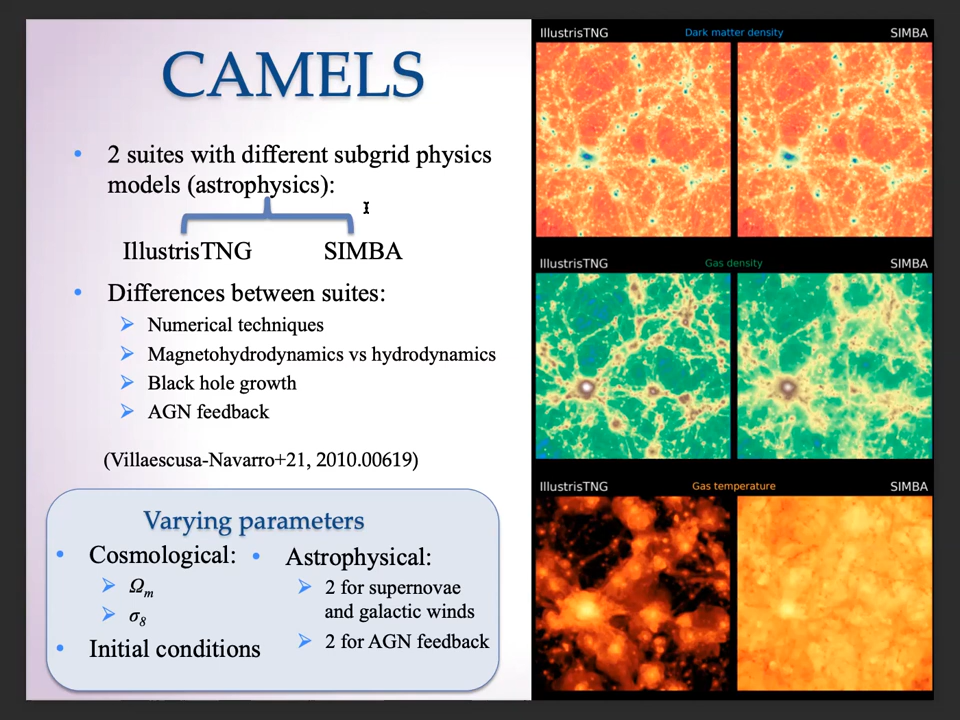 CAMELS
• 2 suites with different subgrid physics
models (astrophysics):
IllustrisTNG SIMBA
• Differences between suites:
➢ Numerical techniques
➢ Magnetohydrodynamics vs hydrodynamics
➢ Black hole growth
➢ AGN feedback
(Villaescusa-Navarro+21, 2010.00619)
Varying parameters
• Cosmological:
➢ Ωm
➢ σ8
• Initial conditions
• Astrophysical:
➢ 2 for supernovae
and galactic winds
➢ 2 for AGN feedback
IllustrisTNG Dark matter density SIMBA
IllustrisTNG Gas density SIMBA
IllustrisTNG Gas temperature SIMBA